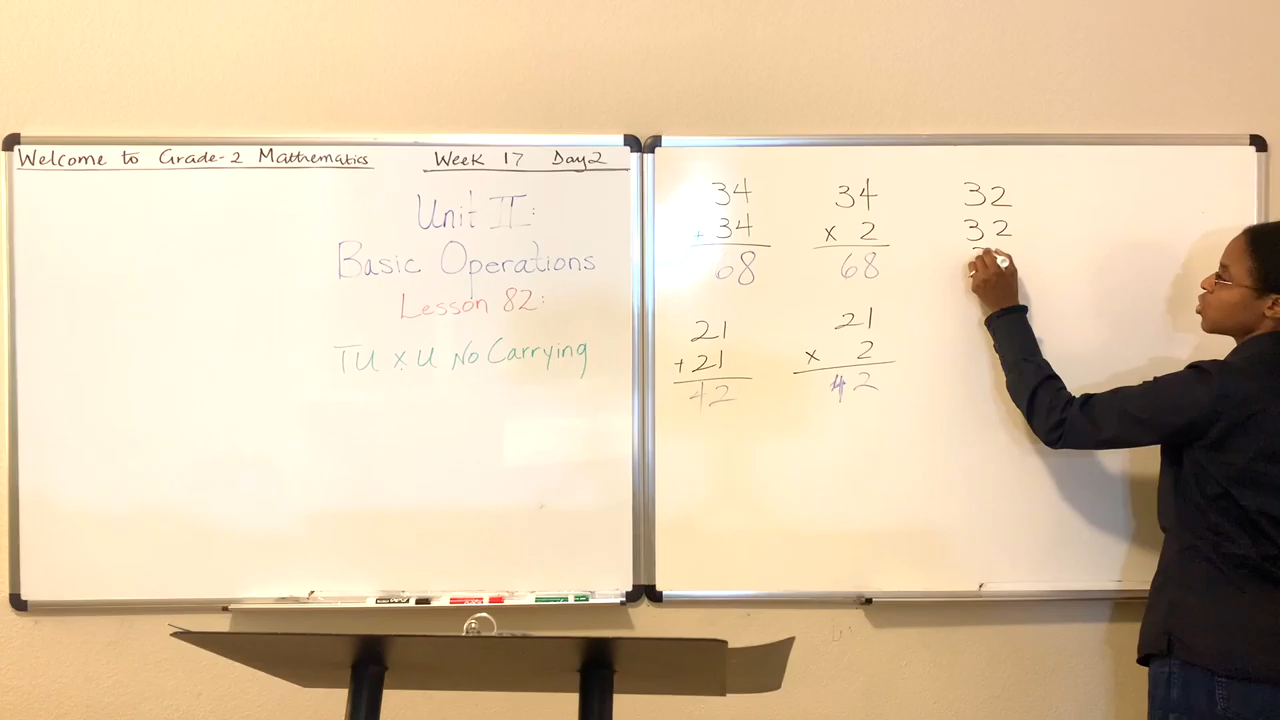 Welcome to Grade-2 Mathematics Week 17 Day2
Unit II:
Basic Operations
Lesson 82:
TU x U No Carrying
34
+ 34
68
34
x 2
68
32
32
21
+ 21
42
21
x 2
42